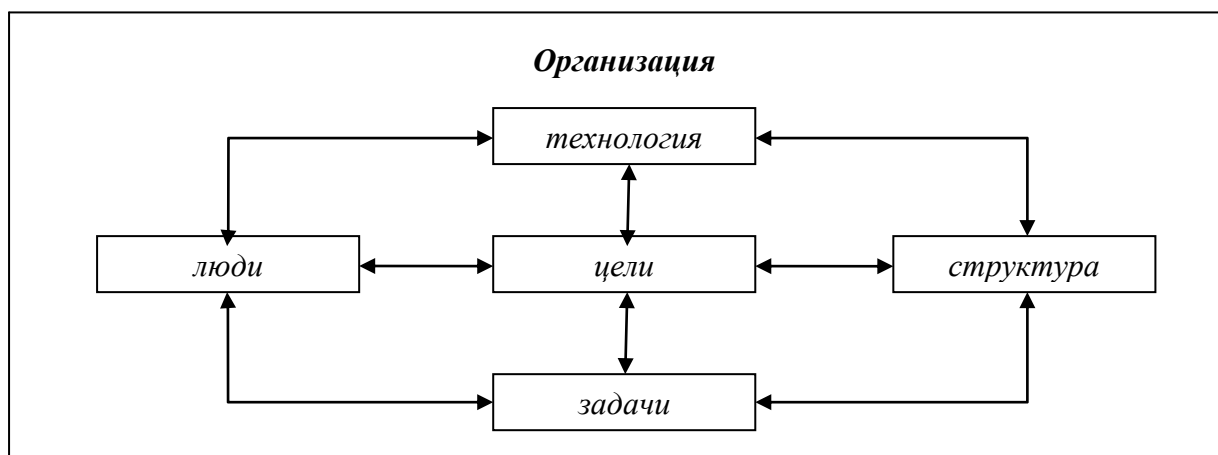 Организация
технология
люди
цели
структура
задачи